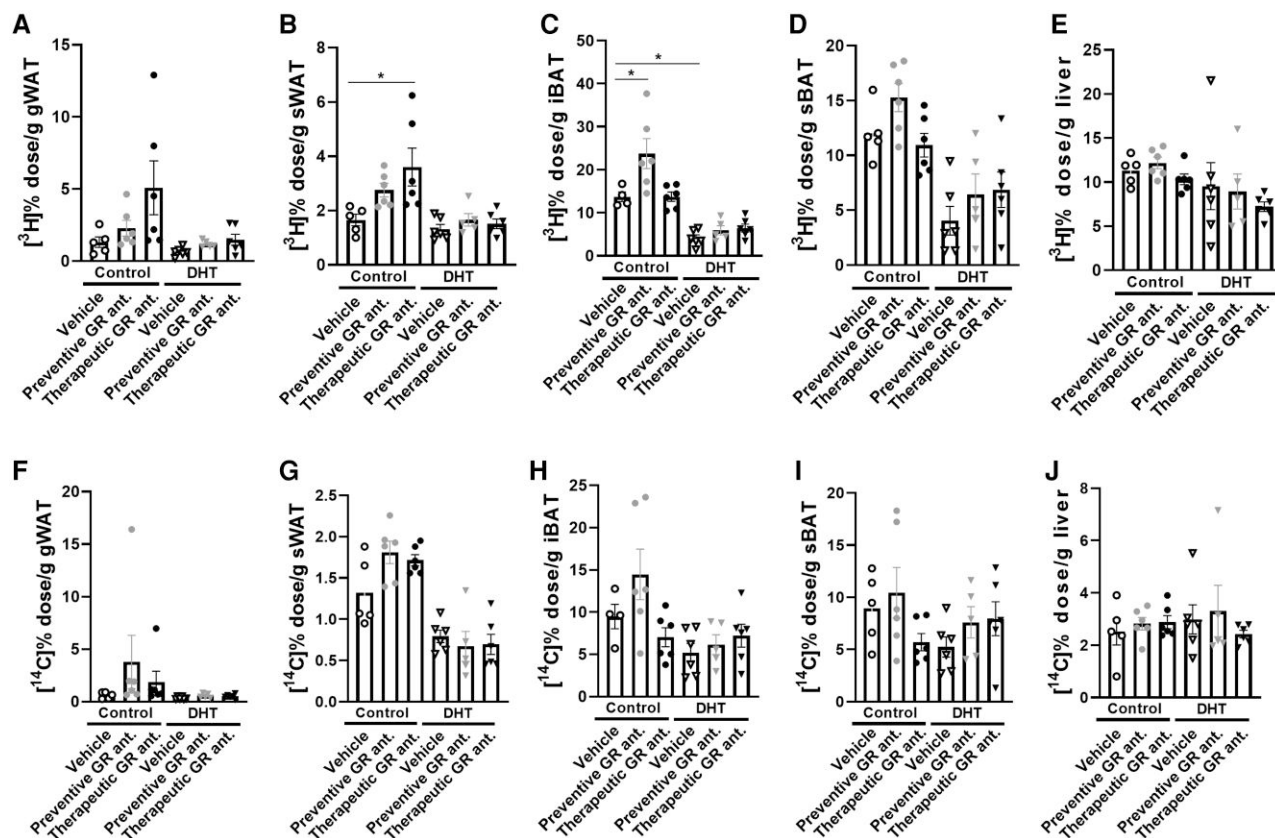 A
[³H]% dose/g gWAT
15
10
5
0
Control
DHT
Vehicle
Preventive GR ant.
Therapeutic GR ant.
Vehicle
Preventive GR ant.
Therapeutic GR ant.
B
[³H]% dose/g sWAT
8
6
4
2
0
*
Control
DHT
Vehicle
Preventive GR ant.
Therapeutic GR ant.
Vehicle
Preventive GR ant.
Therapeutic GR ant.
C
[³H]% dose/g iBAT
50
40
30
20
10
0
*
*
Control
DHT
Vehicle
Preventive GR ant.
Therapeutic GR ant.
Vehicle
Preventive GR ant.
Therapeutic GR ant.
D
[³H]% dose/g sBAT
20
15
10
5
0
Control
DHT
Vehicle
Preventive GR ant.
Therapeutic GR ant.
Vehicle
Preventive GR ant.
Therapeutic GR ant.
E
[³H]% dose/g liver
25
20
15
10
5
0
Control
DHT
Vehicle
Preventive GR ant.
Therapeutic GR ant.
Vehicle
Preventive GR ant.
Therapeutic GR ant.
F
[¹⁴C]% dose/g gWAT
20
15
10
5
0
Control
DHT
Vehicle
Preventive GR ant.
Therapeutic GR ant.
Vehicle
Preventive GR ant.
Therapeutic GR ant.
G
[¹⁴C]% dose/g sWAT
2.5
2.0
1.5
1.0
0.5
0.0
Control
DHT
Vehicle
Preventive GR ant.
Therapeutic GR ant.
Vehicle
Preventive GR ant.
Therapeutic GR ant.
H
[¹⁴C]% dose/g iBAT
25
20
15
10
5
0
Control
DHT
Vehicle
Preventive GR ant.
Therapeutic GR ant.
Vehicle
Preventive GR ant.
Therapeutic GR ant.
I
[¹⁴C]% dose/g sBAT
20
15
10
5
0
Control
DHT
Vehicle
Preventive GR ant.
Therapeutic GR ant.
Vehicle
Preventive GR ant.
Therapeutic GR ant.
J
[¹⁴C]% dose/g liver
8
6
4
2
0
Control
DHT
Vehicle
Preventive GR ant.
Therapeutic GR ant.
Vehicle
Preventive GR ant.
Therapeutic GR ant.